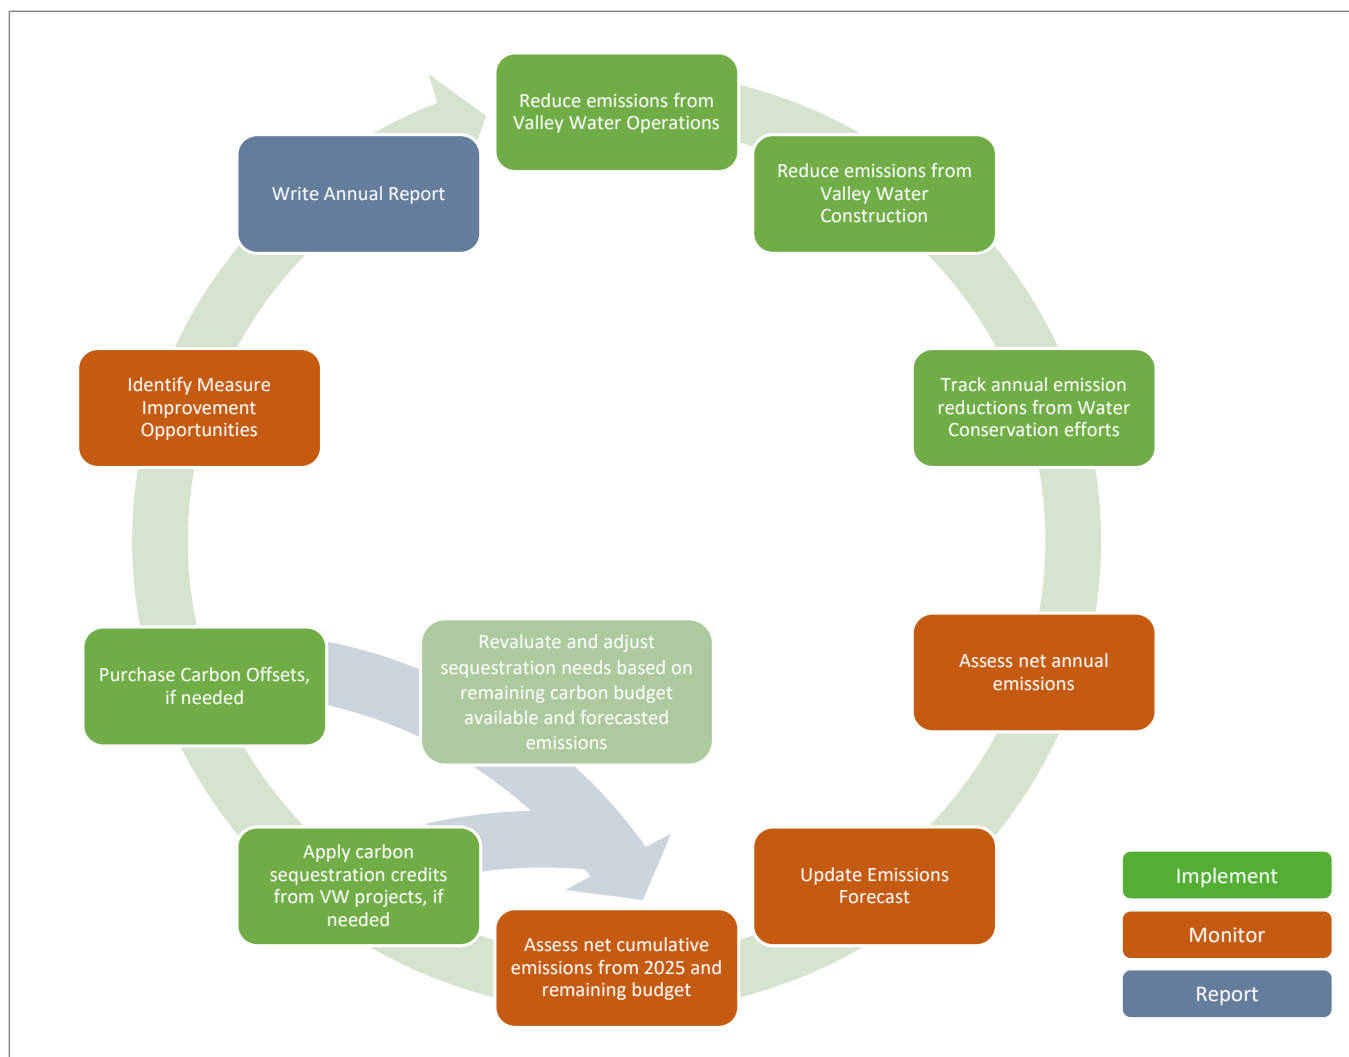 Reduce emissions from
Valley Water Operations
Reduce emissions from
Valley Water
Construction
Track annual emission
reductions from Water
Conservation efforts
Assess net annual
emissions
Update Emissions
Forecast
Assess net cumulative
emissions from 2025 and
remaining budget
Apply carbon
sequestration credits
from VW projects, if
needed
Purchase Carbon Offsets,
if needed
Revaluate and adjust
sequestration needs based on
remaining carbon budget
available and forecasted
emissions
Identify Measure
Improvement
Opportunities
Write Annual Report
Implement
Monitor
Report